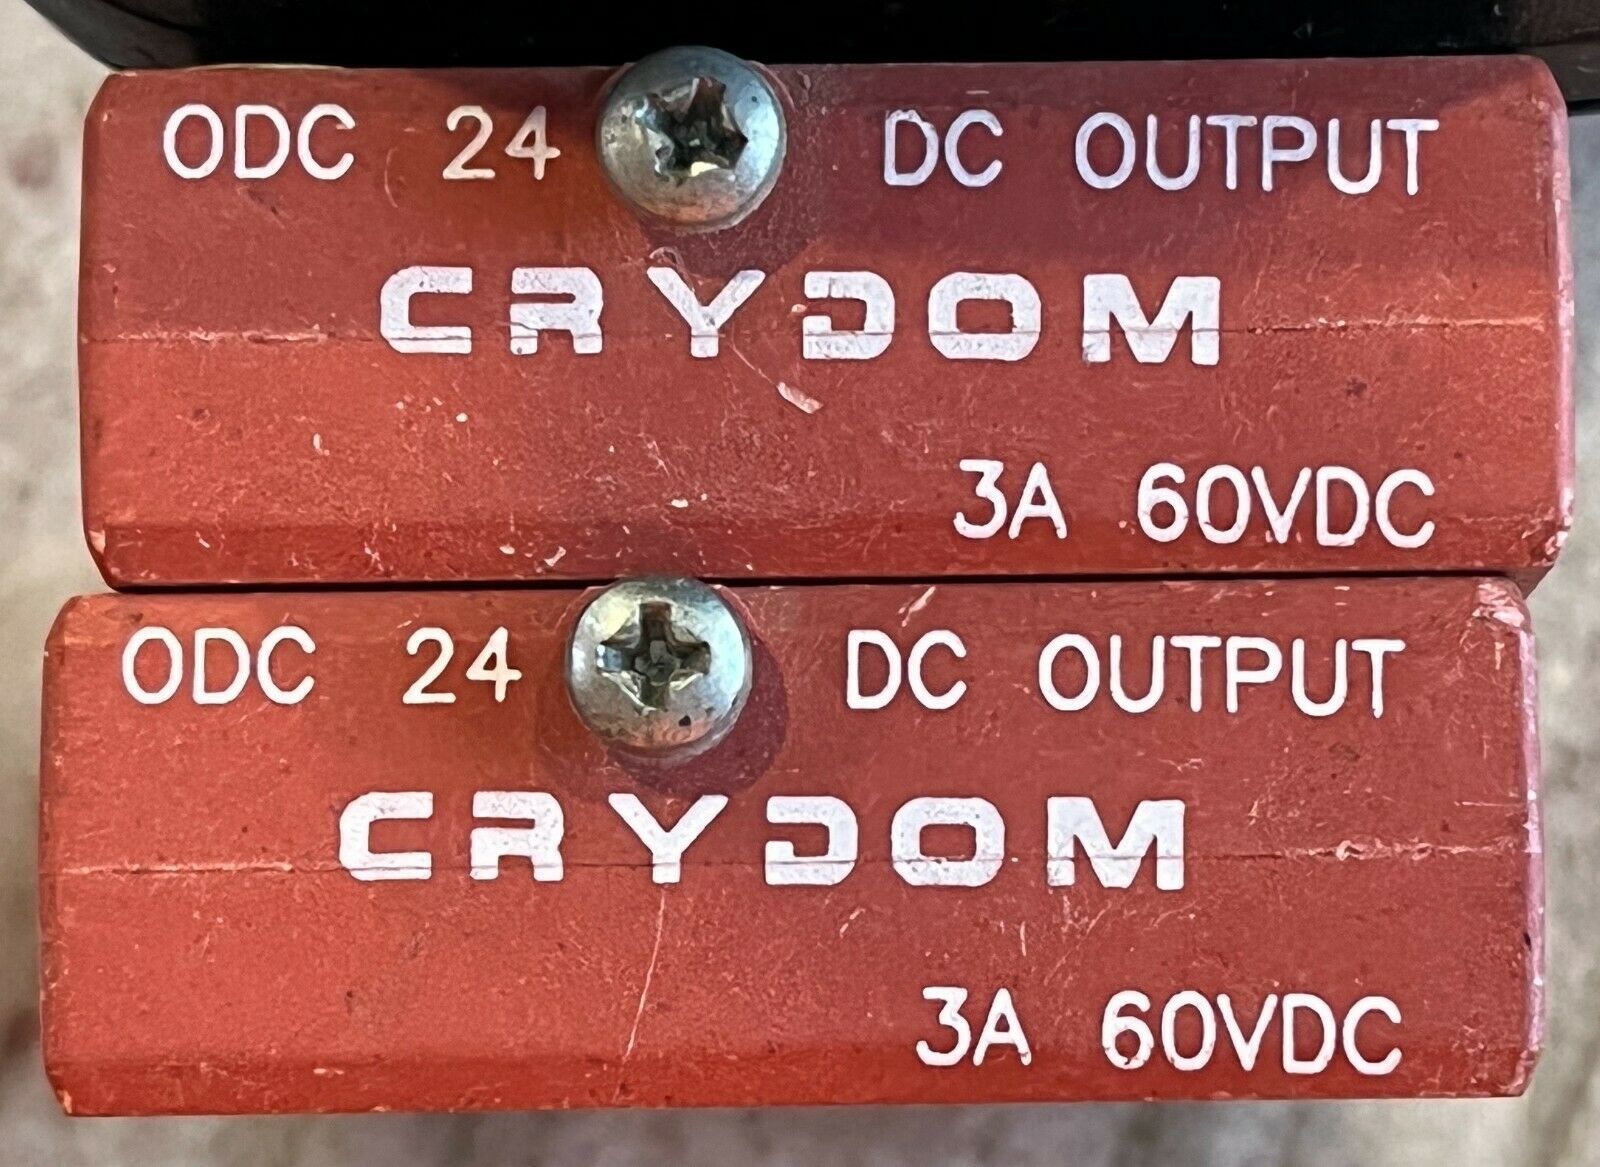 ODC 24 DC OUTPUT
CRYDOM
3A 60VDC
ODC 24 DC OUTPUT
CRYDOM
3A 60VDC